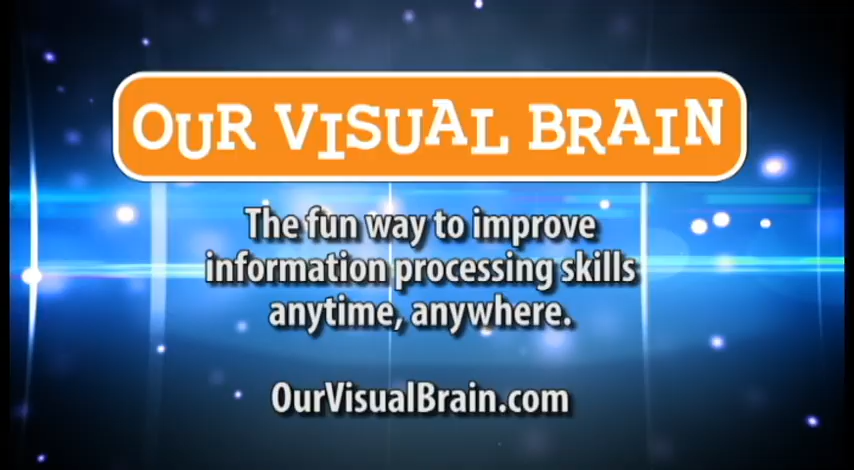 OUR VISUAL BRAIN
The fun way to improve
information processing skills
anytime, anywhere.
OurVisualBrain.com